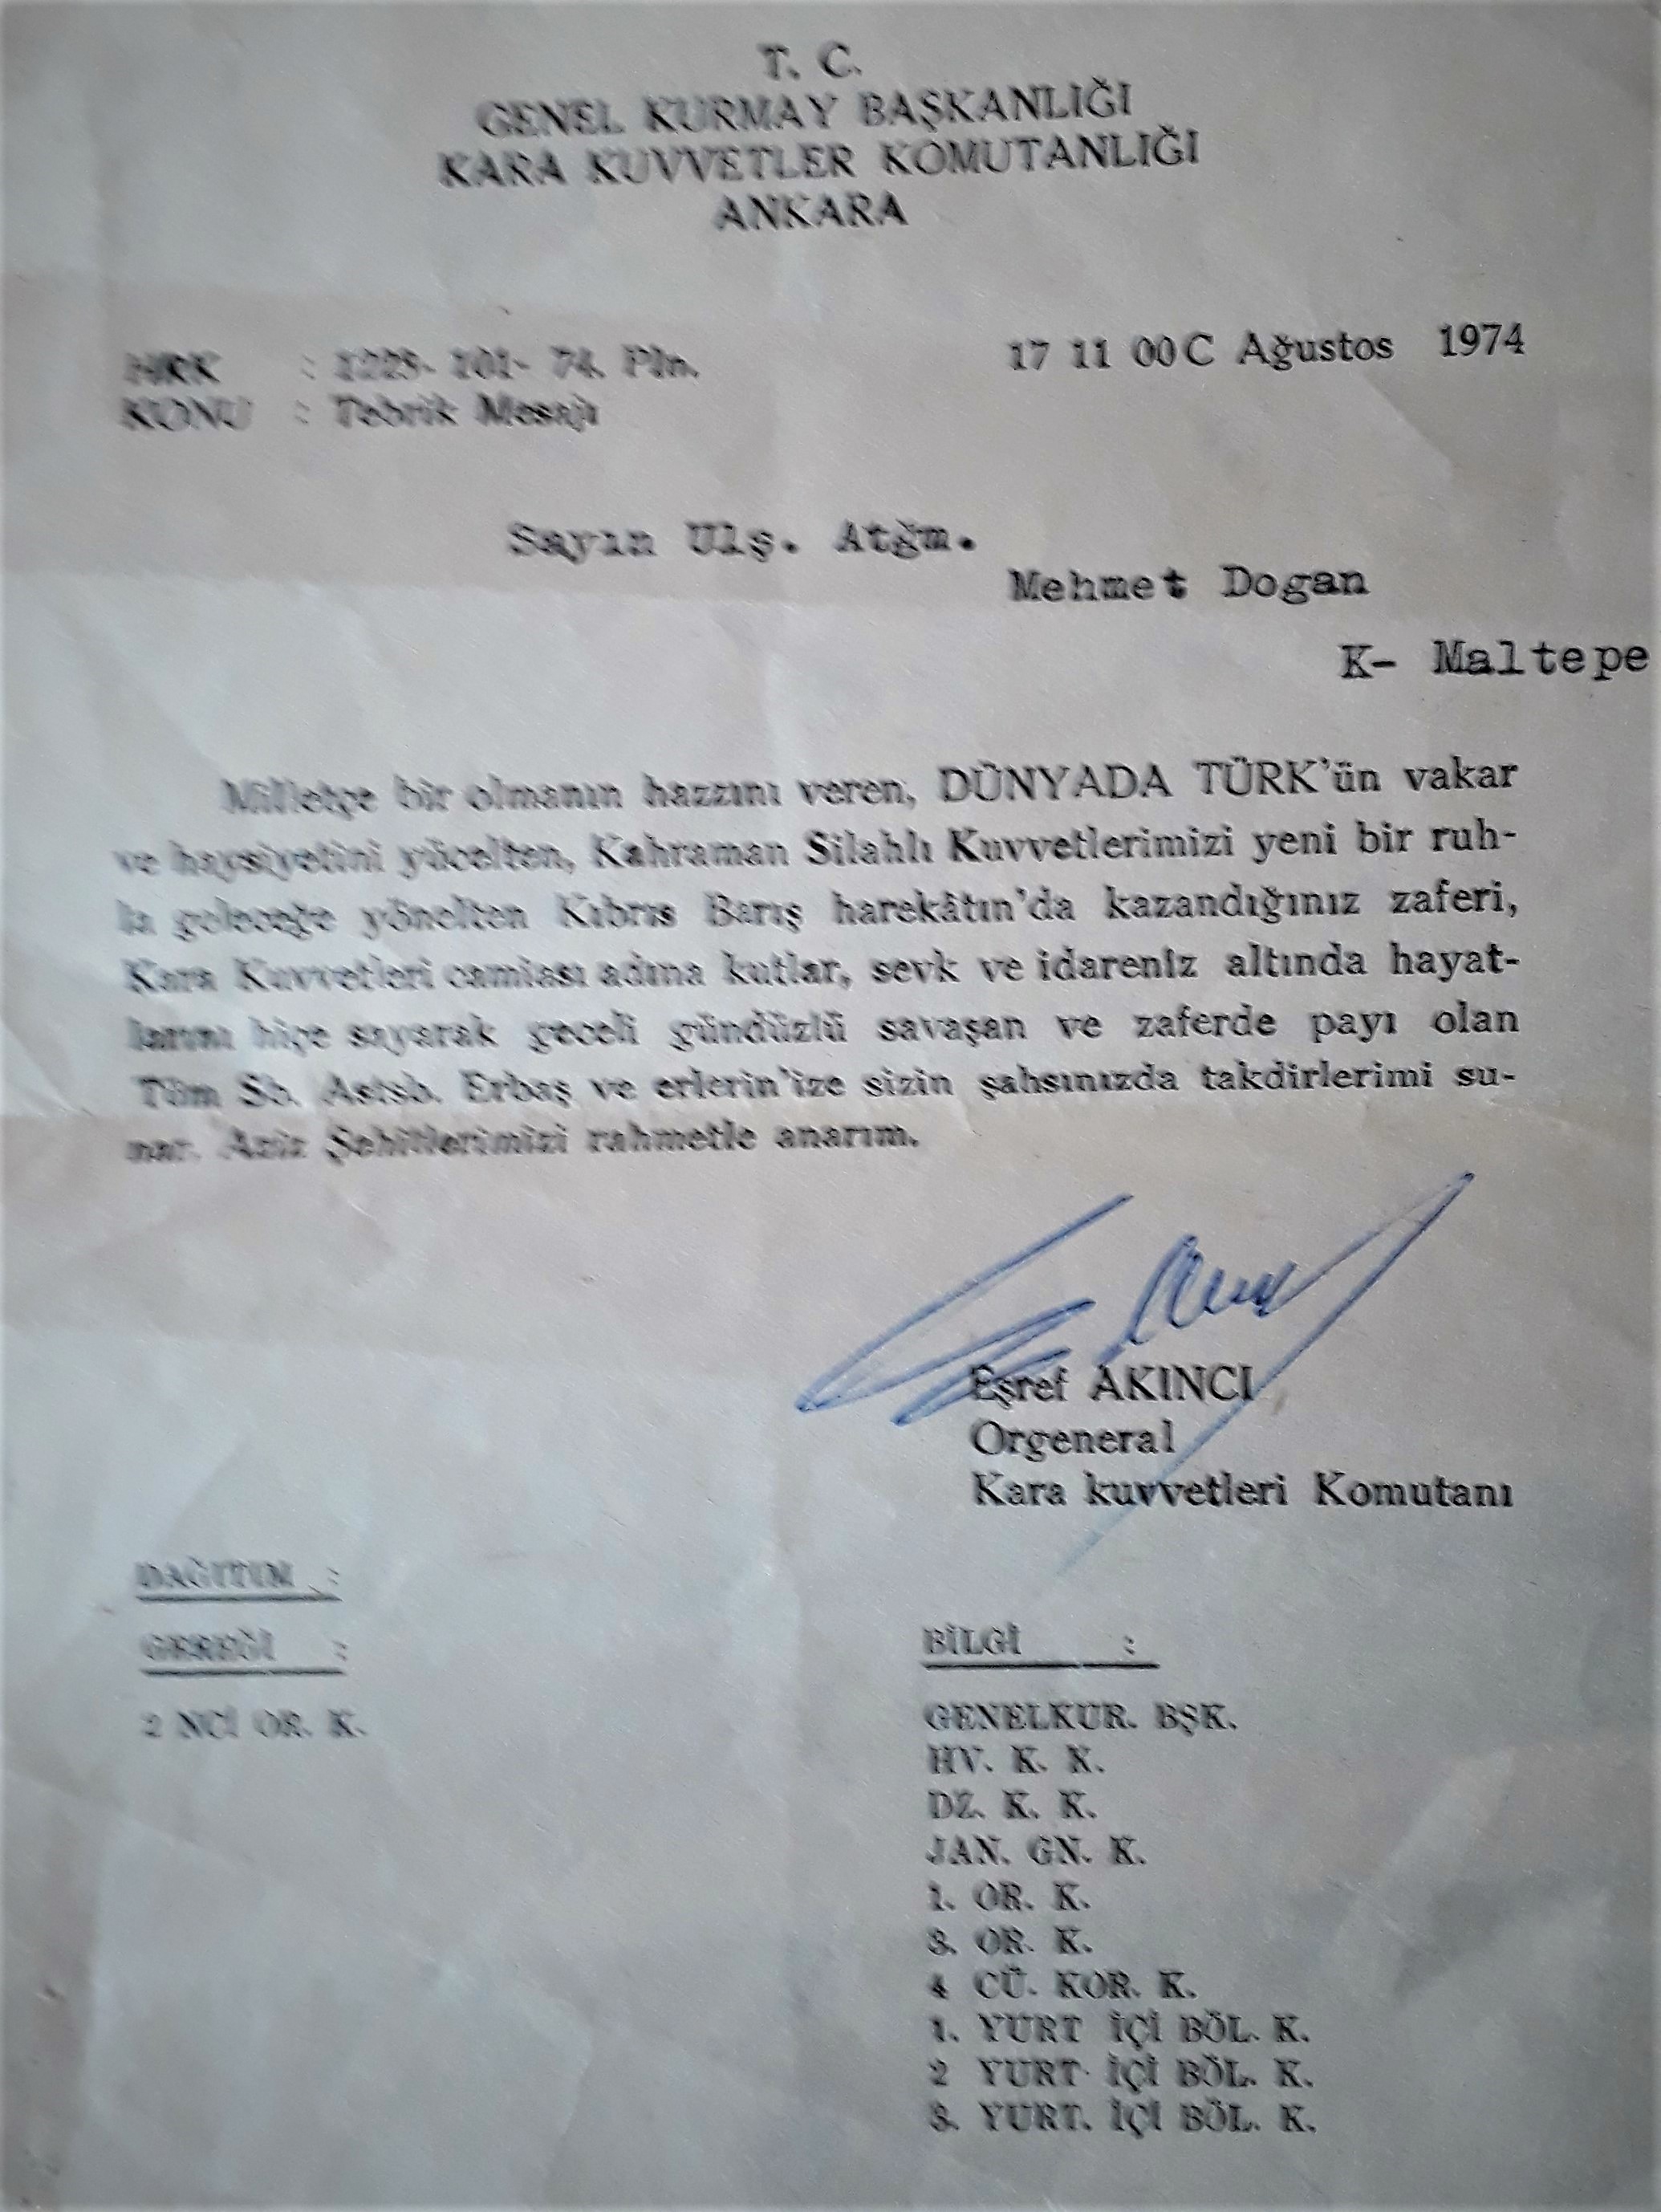 T. C.
GENEL KURMAY BAŞKANLIĞI
KARA KUVVETLER KOMUTANLIĞI
ANKARA
HRK : 1225- 101- 74. Pln.
17 11 00 C Ağustos 1974
KONU : Tebrik Mesajı
Sayın Ulş. Atğm.
Mehmet Dogan
K- Maltepe
Milletçe bir olmanın hazzını veren, DÜNYADA TÜRK'ün vakar
ve haysiyetini yücelten, Kahraman Silahlı Kuvvetlerimizi yeni bir ruh-
la geleceğe yönelten Kıbrıs Barış harekâtın'da kazandığınız zaferi,
Kara Kuvvetleri camiası adına kutlar, sevk ve idareniz altında hayat-
larını hiçe sayarak geceli gündüzlü savaşan ve zaferde payı olan
Tüm Sb. Astsb. Erbaş ve erlerin'ize sizin şahsınızda takdirlerimi su-
nar. Aziz Şehitlerimizi rahmetle anarım.
Eşref AKINCI
Orgeneral
Kara kuvvetleri Komutanı
DAĞITIM :
GEREĞİ :
2 NCİ OR. K.
BİLGİ :
GENELKUR. BŞK.
HV. K. K.
DZ. K. K.
JAN. GN. K.
1. OR. K.
3. OR. K.
4 CÜ. KOR. K.
1. YURT İÇİ BÖL. K.
2 YURT İÇİ BÖL. K.
3. YURT. İÇİ BÖL. K.